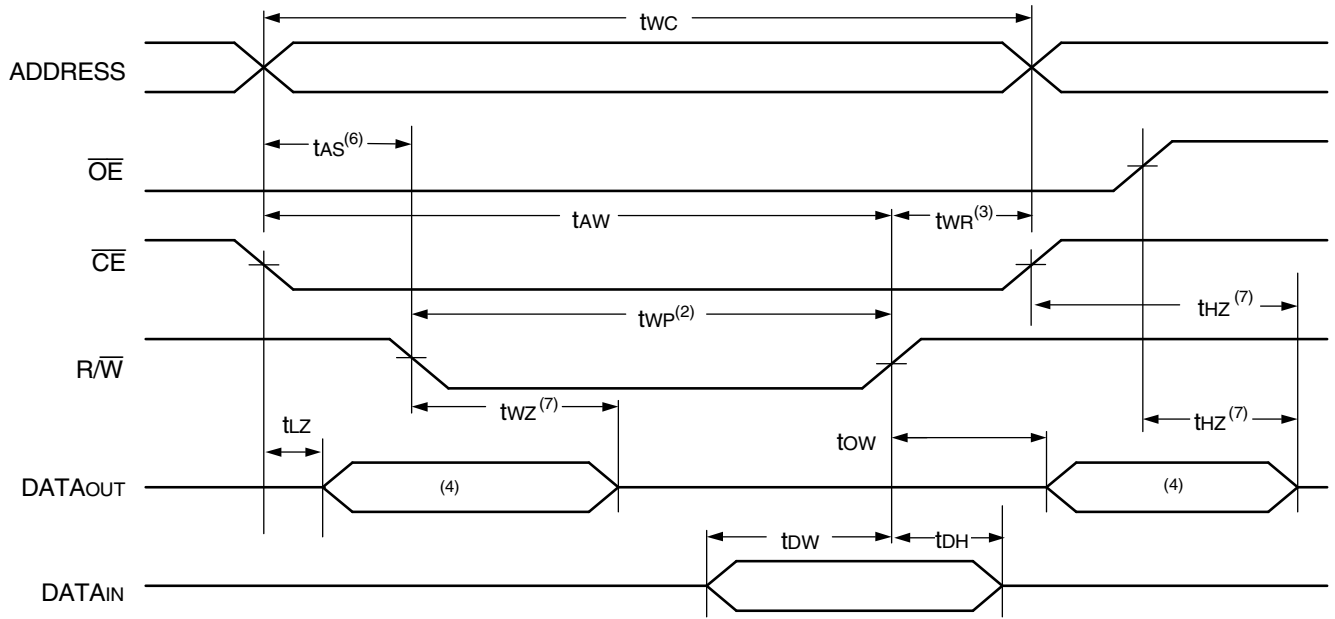 tWC
ADDRESS
tAS(6)
OE
tAW
tWR(3)
CE
tWP(2)
tHZ(7)
R/W
tWZ(7)
tHZ(7)
tLZ
tOW
DATAOUT
(4)
(4)
tDW
tDH
DATAIN